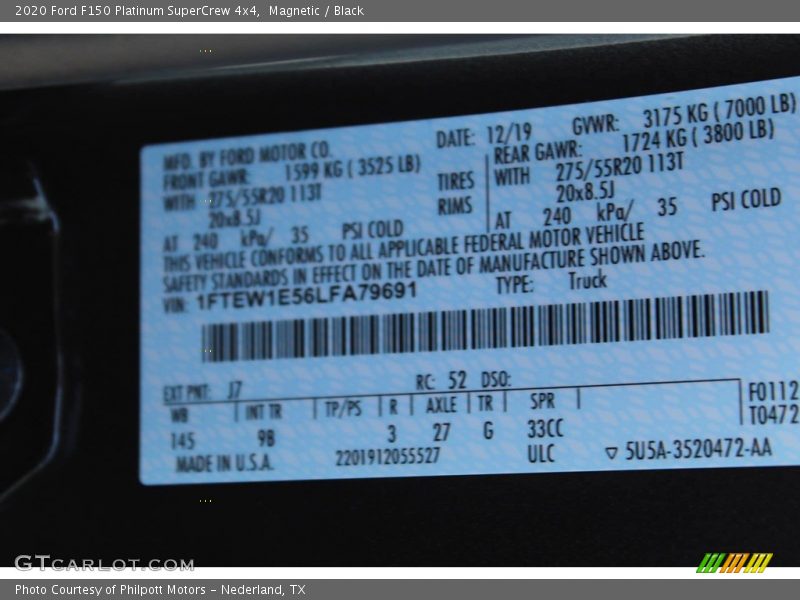 2020 Ford F150 Platinum SuperCrew 4x4, Magnetic / Black
MFD. BY FORD MOTOR CO.
DATE: 12/19 GVWR: 3175 KG ( 7000 LB)
FRONT GAWR: 1599 KG ( 3525 LB)
REAR GAWR: 1724 KG ( 3800 LB)
WITH 275/55R20 113T TIRES
WITH 275/55R20 113T
20x8.5J RIMS 20x8.5J
AT 240 kPa/ 35 PSI COLD
AT 240 kPa/ 35 PSI COLD
THIS VEHICLE CONFORMS TO ALL APPLICABLE FEDERAL MOTOR VEHICLE
SAFETY STANDARDS IN EFFECT ON THE DATE OF MANUFACTURE SHOWN ABOVE.
VIN: 1FTEW1E56LFA79691 TYPE: Truck
EXT PNT: J7 RC: 52 DSO:
WB INT TR TP/PS R AXLE TR SPR F0112
T0472
145 9B 3 27 G 33CC
MADE IN U.S.A. 2201912055527 ULC ▽ 5U5A-3520472-AA
GTCARLOT.COM
Photo Courtesy of Philpott Motors - Nederland, TX